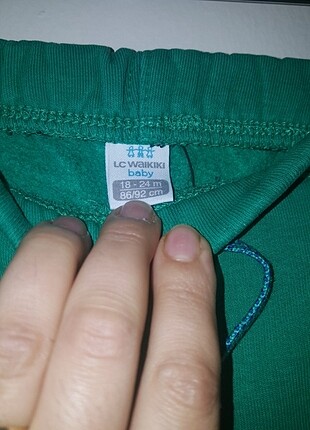 LC WAIKIKI
baby
18 - 24 m
86/92 cm